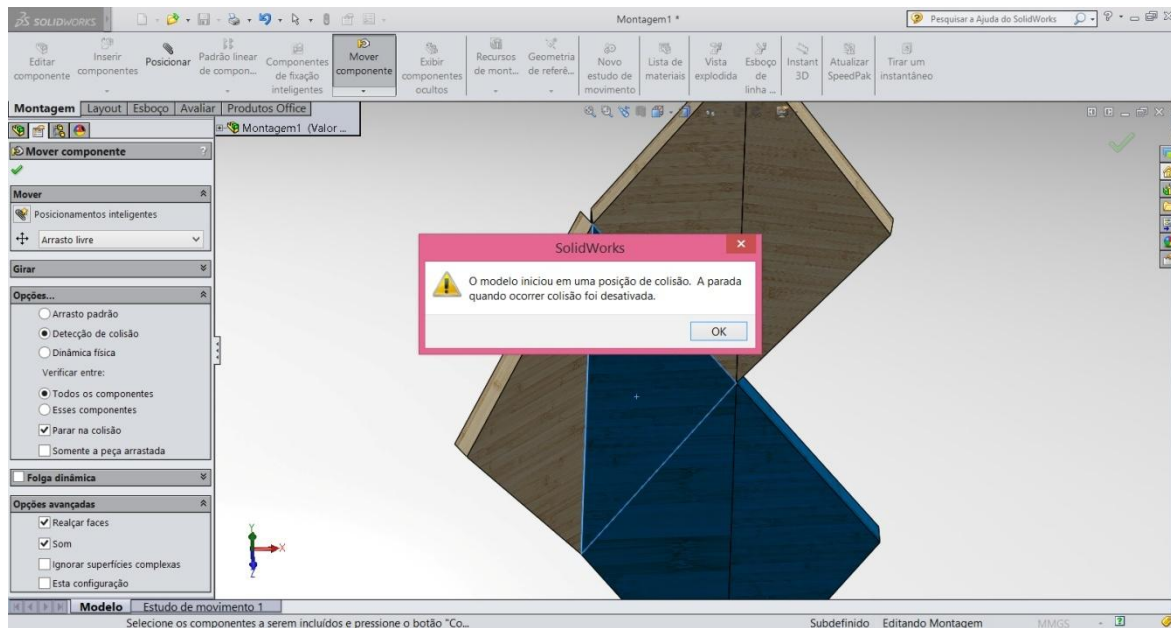 SOLIDWORKS
Montagem1 *
Pesquisar a Ajuda do SolidWorks
Editar componente
Inserir componentes
Posicionar
Padrão linear de compon...
Componentes de fixação inteligentes
Mover componente
Exibir componentes ocultos
Recursos de mont...
Geometria de referê...
Novo estudo de movimento
Lista de materiais
Vista explodida
Esboço de linha ...
Instant 3D
Atualizar SpeedPak
Tirar um instantâneo
Montagem Layout Esboço Avaliar Produtos Office
Montagem1 (Valor ...
Mover componente ?
Mover
Posicionamentos inteligentes
Arrasto livre
Girar
Opções...
Arrasto padrão
Detecção de colisão
Dinâmica física
Verificar entre:
Todos os componentes
Esses componentes
Parar na colisão
Somente a peça arrastada
Folga dinâmica
Opções avançadas
Realçar faces
Som
Ignorar superfícies complexas
Esta configuração
SolidWorks
O modelo iniciou em uma posição de colisão. A parada
quando ocorrer colisão foi desativada.
OK
Y
X
Z
Modelo Estudo de movimento 1
Selecione os componentes a serem incluídos e pressione o botão "Co...
Subdefinido Editando Montagem MMGS